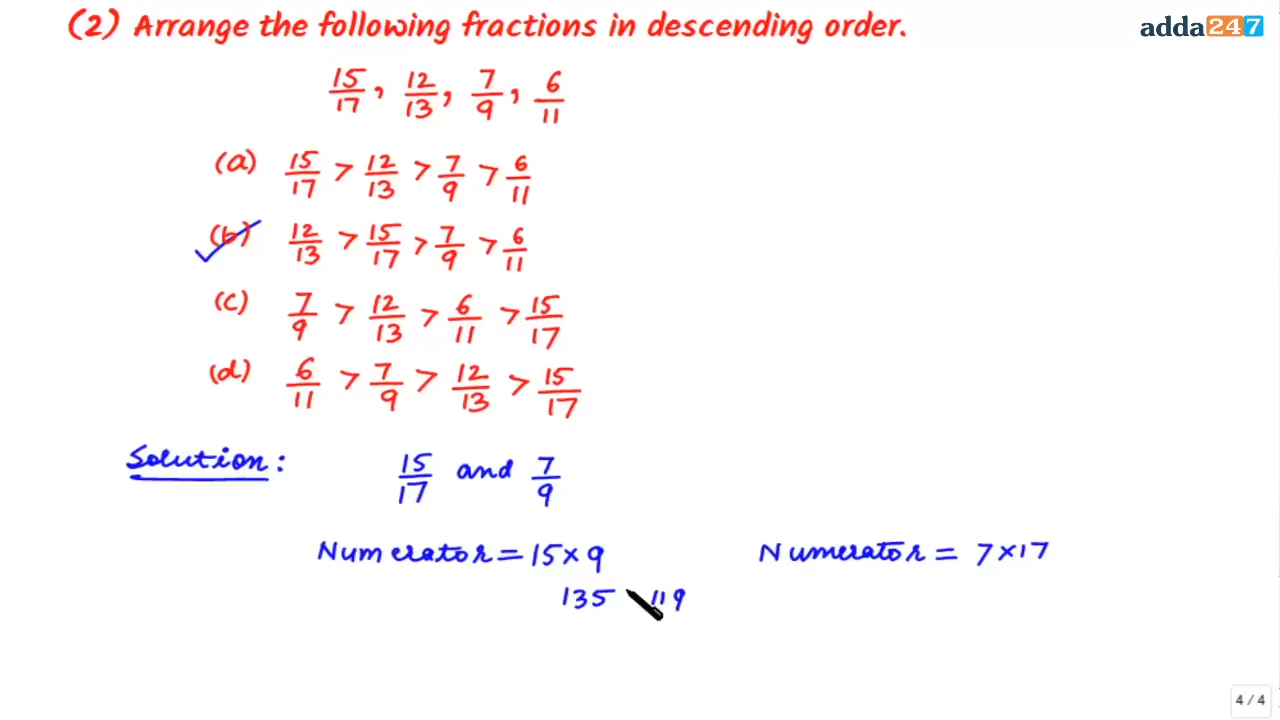 (2) Arrange the following fractions in descending order.
adda247
15/17, 12/13, 7/9, 6/11
(a) 15/17 > 12/13 > 7/9 > 6/11
(b) 12/13 > 15/17 > 7/9 > 6/11
(c) 7/9 > 12/13 > 6/11 > 15/17
(d) 6/11 > 7/9 > 12/13 > 15/17
Solution: 15/17 and 7/9
Numerator = 15×9 Numerator = 7×17
135 119
4 / 4